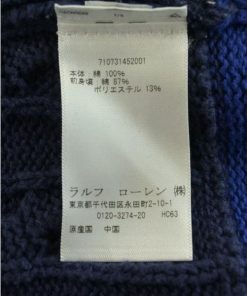 710731452001
本体 綿 100%
前身頃 綿 87%
ポリエステル 13%
ラルフ ローレン ㈱
東京都千代田区永田町2-10-1
0120-3274-20 HC63
原産国 中国